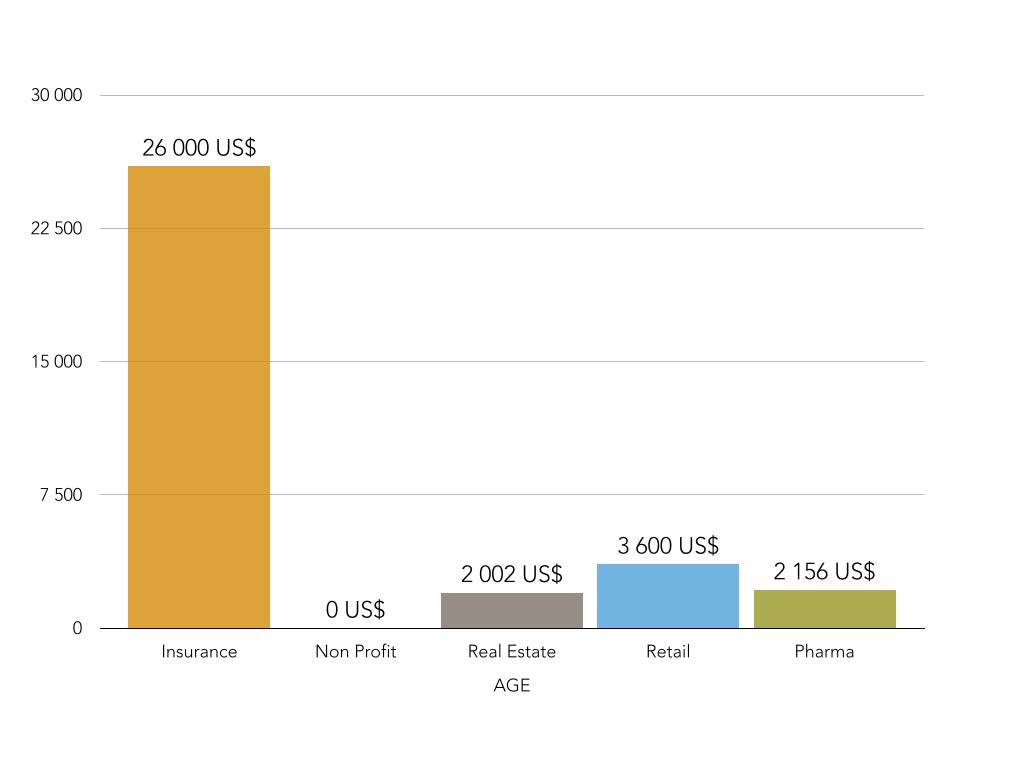 30 000
26 000 US$
22 500
15 000
7 500
3 600 US$
2 156 US$
2 002 US$
0 US$
0
Insurance Non Profit Real Estate Retail Pharma
AGE